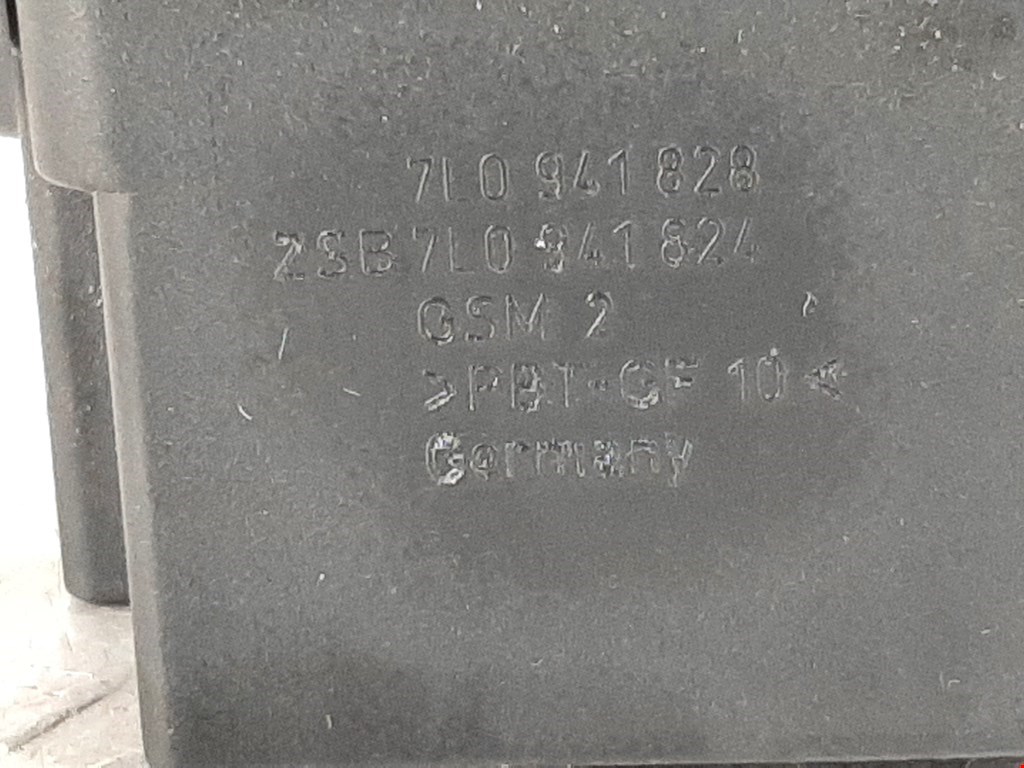 7L0 941 828
ZSB 7L0 941 824
GSM 2
>PBT-GF 10<
Germany